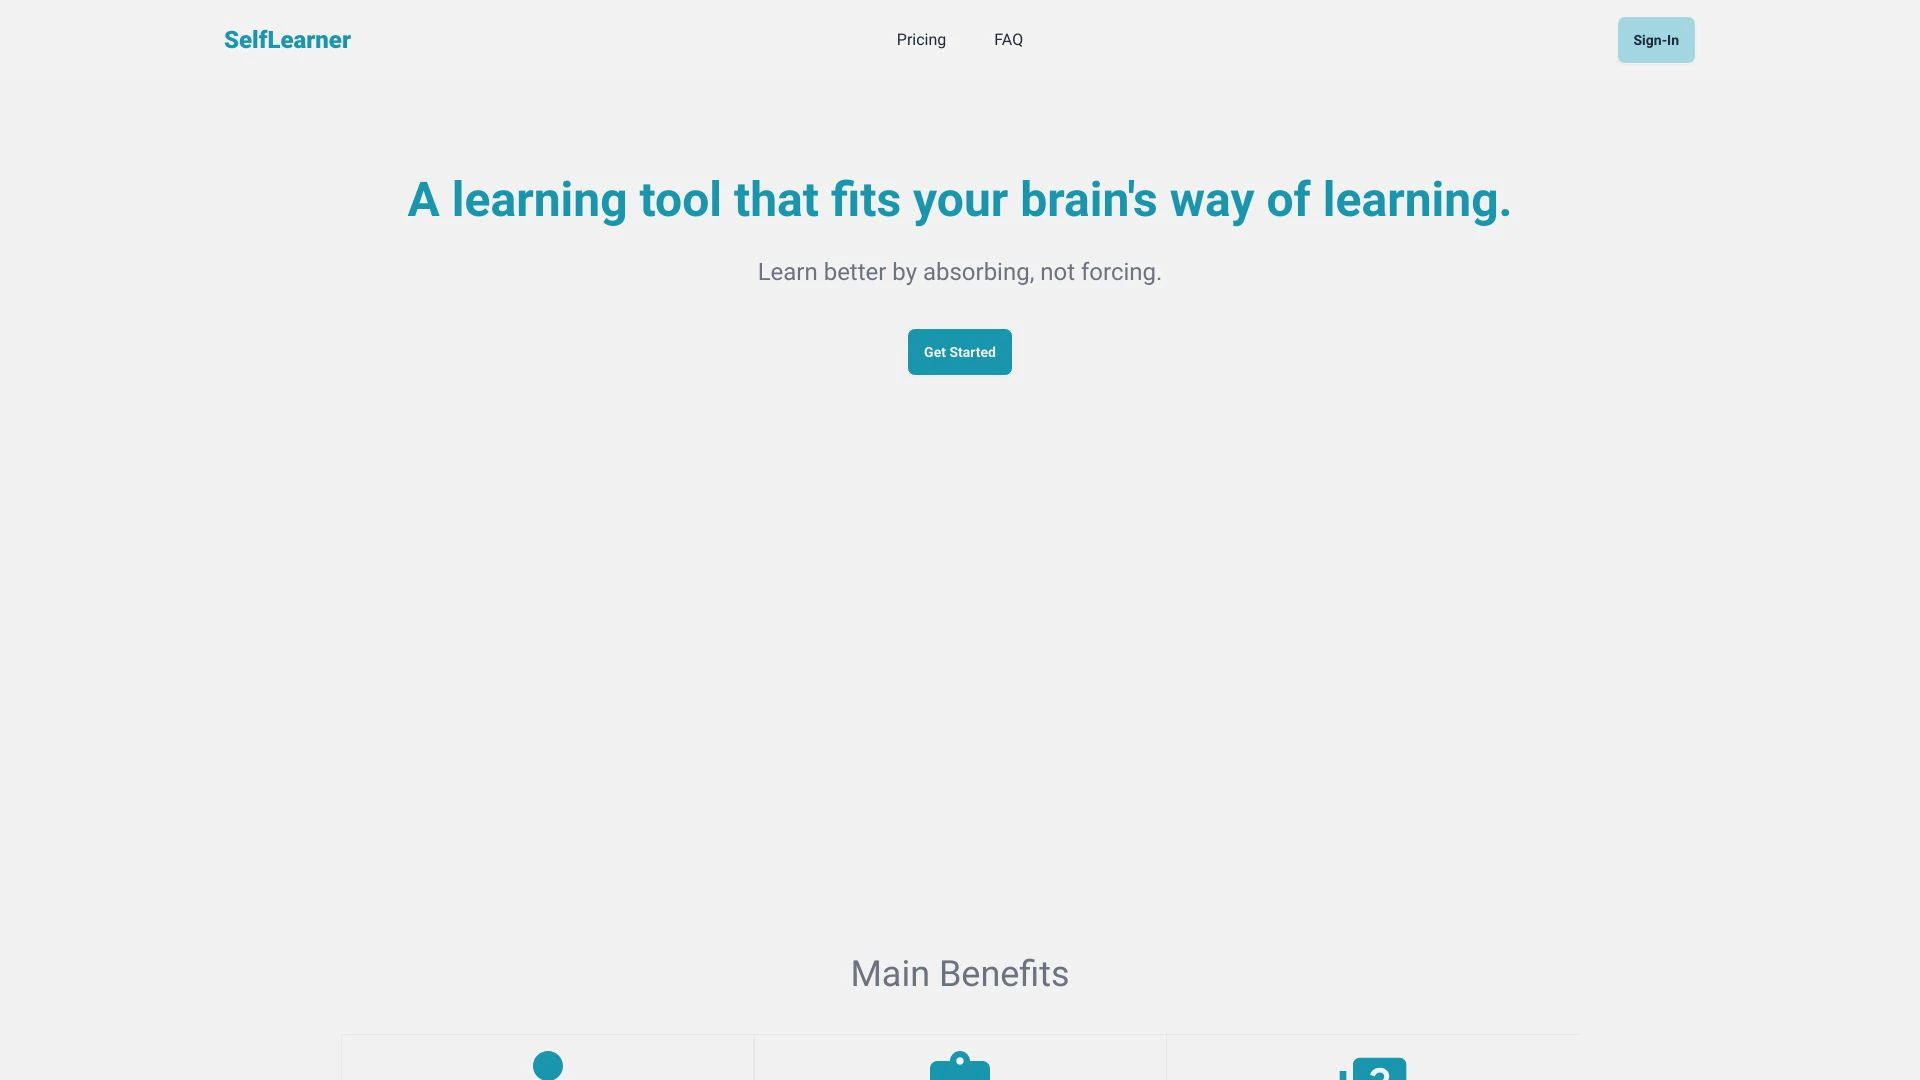 SelfLearner
Pricing
FAQ
Sign-In
A learning tool that fits your brain's way of learning.
Learn better by absorbing, not forcing.
Get Started
Main Benefits
?